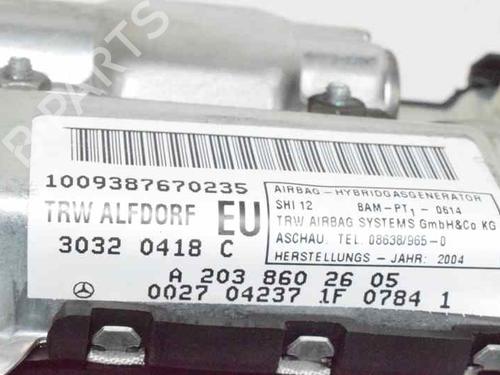 1009387670235
TRW ALFDORF EU
3032 0418 C
AIRBAG - HYBRIDGASGENERATOR
SHI 12 BAM-PT1 - 0614
TRW AIRBAG SYSTEMS GmbH&Co KG
ASCHAU. TEL. 08638/965-0
HERSTELLUNGS - JAHR: 2004
A 203 860 26 05
0027 04237 1F 0784 1
B-PARTS